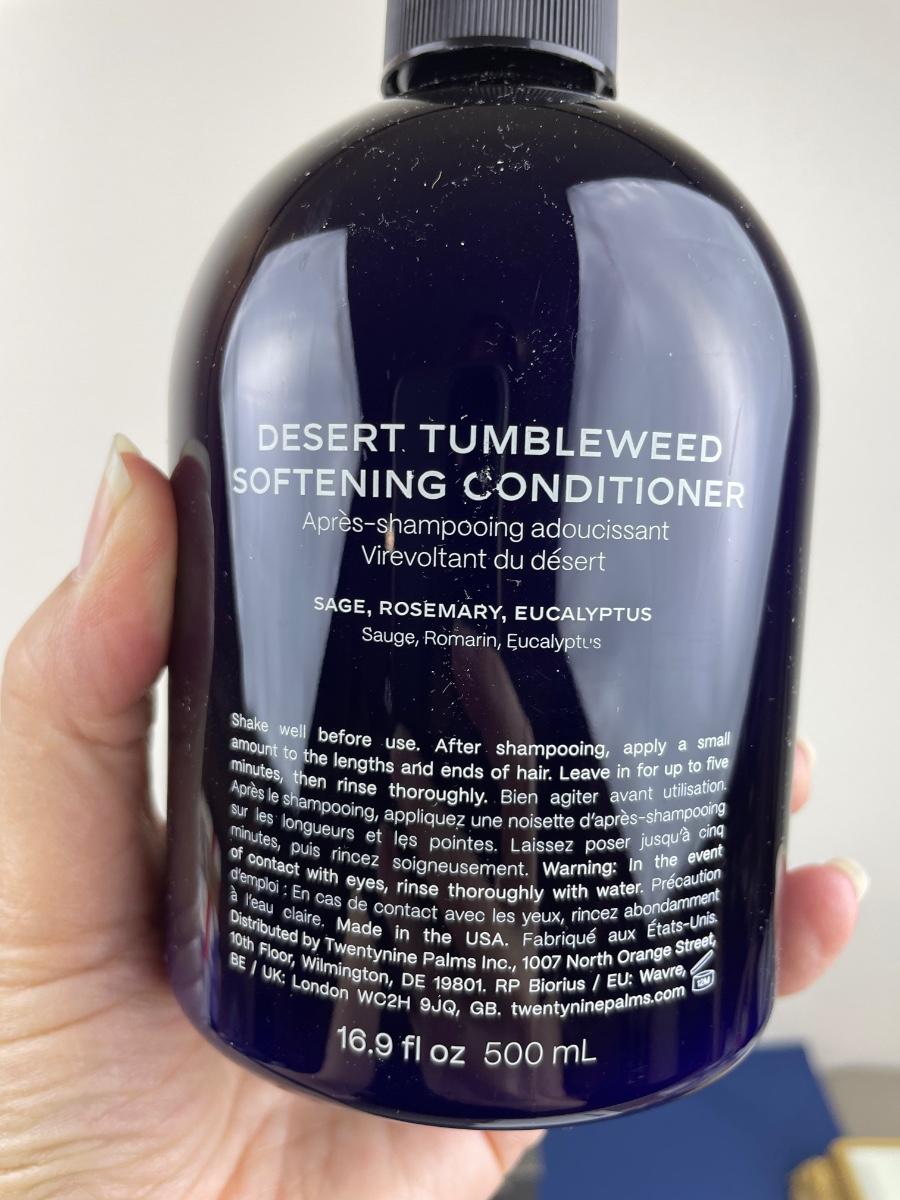 DESERT TUMBLEWEED
SOFTENING CONDITIONER
Après-shampooing adoucissant
Virevoltant du désert
SAGE, ROSEMARY, EUCALYPTUS
Sauge, Romarin, Eucalyptus
Shake well before use. After shampooing, apply a small
amount to the lengths and ends of hair. Leave in for up to five
minutes, then rinse thoroughly. Bien agiter avant utilisation.
Après le shampooing, appliquez une noisette d'après-shampooing
sur les longueurs et les pointes. Laissez poser jusqu'à cinq
minutes, puis rincez soigneusement. Warning: In the event
of contact with eyes, rinse thoroughly with water. Précaution
d'emploi : En cas de contact avec les yeux, rincez abondamment
à l'eau claire. Made in the USA. Fabriqué aux États-Unis.
Distributed by Twentynine Palms Inc., 1007 North Orange Street,
10th Floor, Wilmington, DE 19801. RP Biorius / EU: Wavre,
BE / UK: London WC2H 9JQ, GB. twentyninepalms.com
12M
16.9 fl oz 500 mL